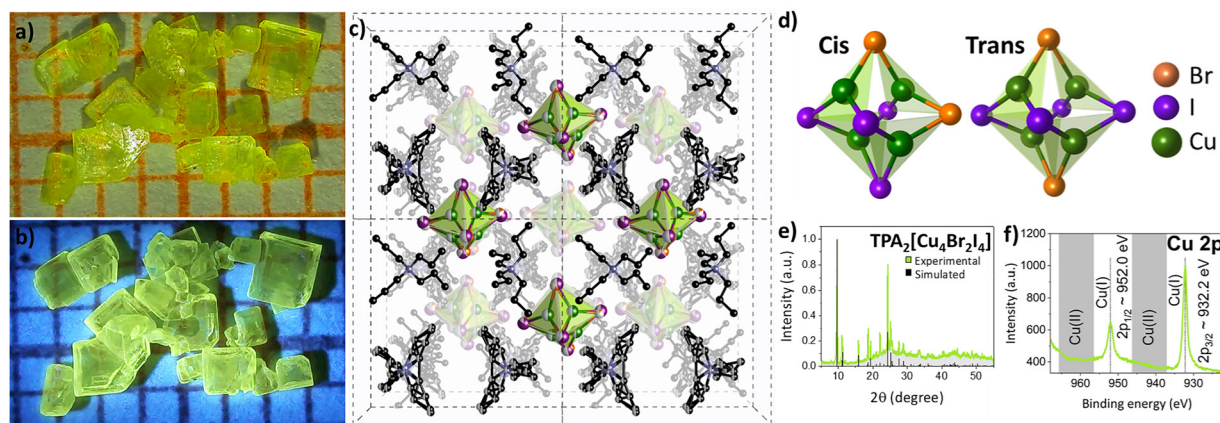 a)
b)
c)
d)
Cis
Trans
Br
I
Cu
e)
TPA₂[Cu₄Br₂I₄]
Experimental
Simulated
Intensity (a.u.)
1.0
0.8
0.6
0.4
0.2
0.0
10 20 30 40 50
2θ (degree)
f)
Cu 2p
Intensity (a.u.)
1200
1000
800
600
400
Cu(II)
Cu(I)
2p₁/₂ ~ 952.0 eV
Cu(II)
Cu(I)
2p₃/₂ ~ 932.2 eV
960 950 940 930
Binding energy (eV)